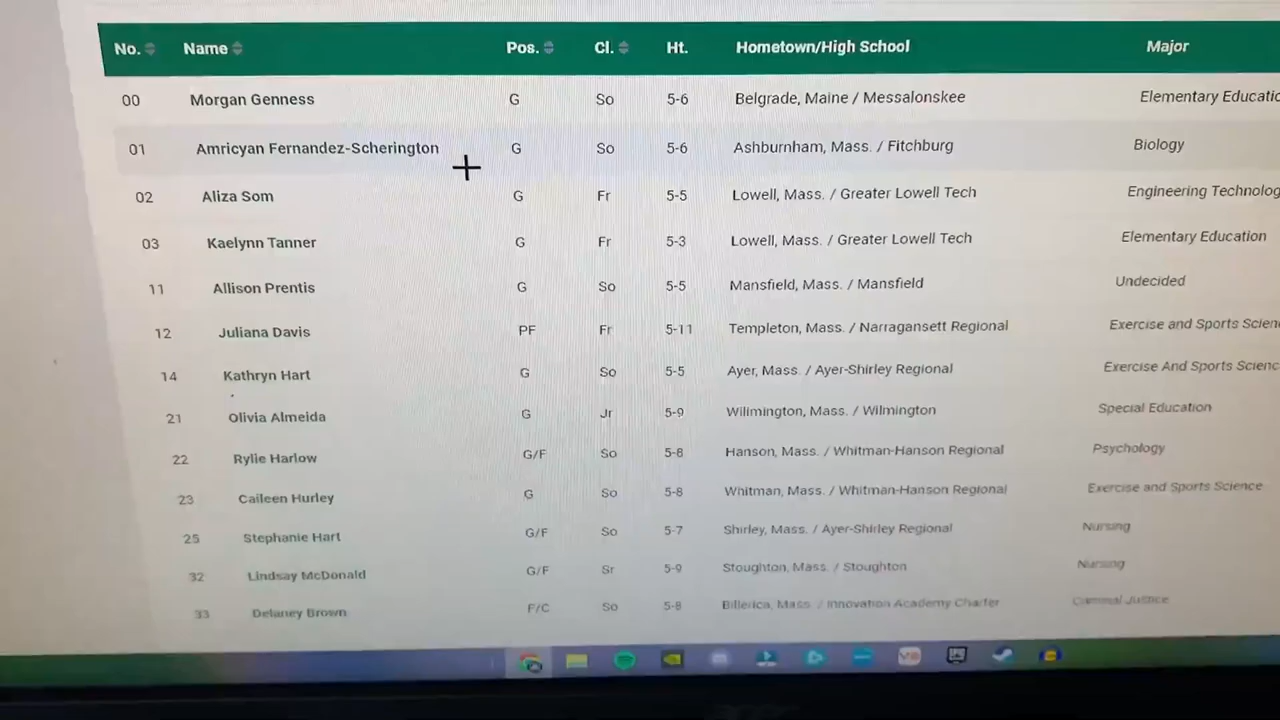 No. Name Pos. Cl. Ht. Hometown/High School Major
00 Morgan Genness G So 5-6 Belgrade, Maine / Messalonskee Elementary Educatio
01 Amricyan Fernandez-Scherington G So 5-6 Ashburnham, Mass. / Fitchburg Biology
02 Aliza Som G Fr 5-5 Lowell, Mass. / Greater Lowell Tech Engineering Technolog
03 Kaelynn Tanner G Fr 5-3 Lowell, Mass. / Greater Lowell Tech Elementary Education
11 Allison Prentis G So 5-5 Mansfield, Mass. / Mansfield Undecided
12 Juliana Davis PF Fr 5-11 Templeton, Mass. / Narragansett Regional Exercise and Sports Scien
14 Kathryn Hart G So 5-5 Ayer, Mass. / Ayer-Shirley Regional Exercise And Sports Scienc
21 Olivia Almeida G Jr 5-9 Wilimington, Mass. / Wilmington Special Education
22 Rylie Harlow G/F So 5-8 Hanson, Mass. / Whitman-Hanson Regional Psychology
23 Caileen Hurley G So 5-8 Whitman, Mass. / Whitman-Hanson Regional Exercise and Sports Science
25 Stephanie Hart G/F So 5-7 Shirley, Mass. / Ayer-Shirley Regional Nursing
32 Lindsay McDonald G/F Sr 5-9 Stoughton, Mass. / Stoughton Nursing
33 Delaney Brown F/C So 5-8 Billerica, Mass. / Innovation Academy Charter Criminal Justice